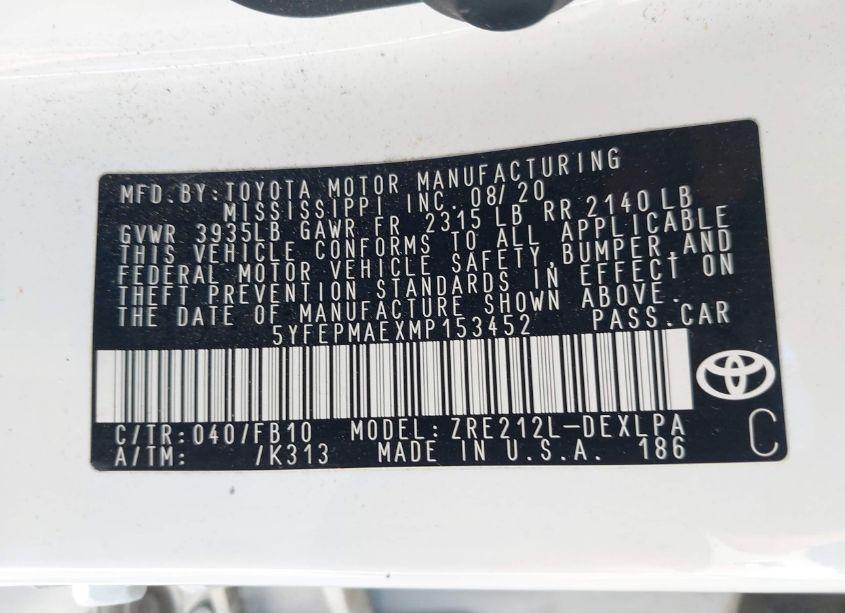 MFD. BY: TOYOTA MOTOR MANUFACTURING
MISSISSIPPI INC. 08/20
GVWR 3935LB GAWR FR 2315 LB RR 2140 LB
THIS VEHICLE CONFORMS TO ALL APPLICABLE
FEDERAL MOTOR VEHICLE SAFETY, BUMPER, AND
THEFT PREVENTION STANDARDS IN EFFECT ON
THE DATE OF MANUFACTURE SHOWN ABOVE.
5YFEPMAEXMP153452 PASS. CAR
C/TR: 040/FB10 MODEL: ZRE212L-DEXLPA C
A/TM: /K313 MADE IN U.S.A. 186